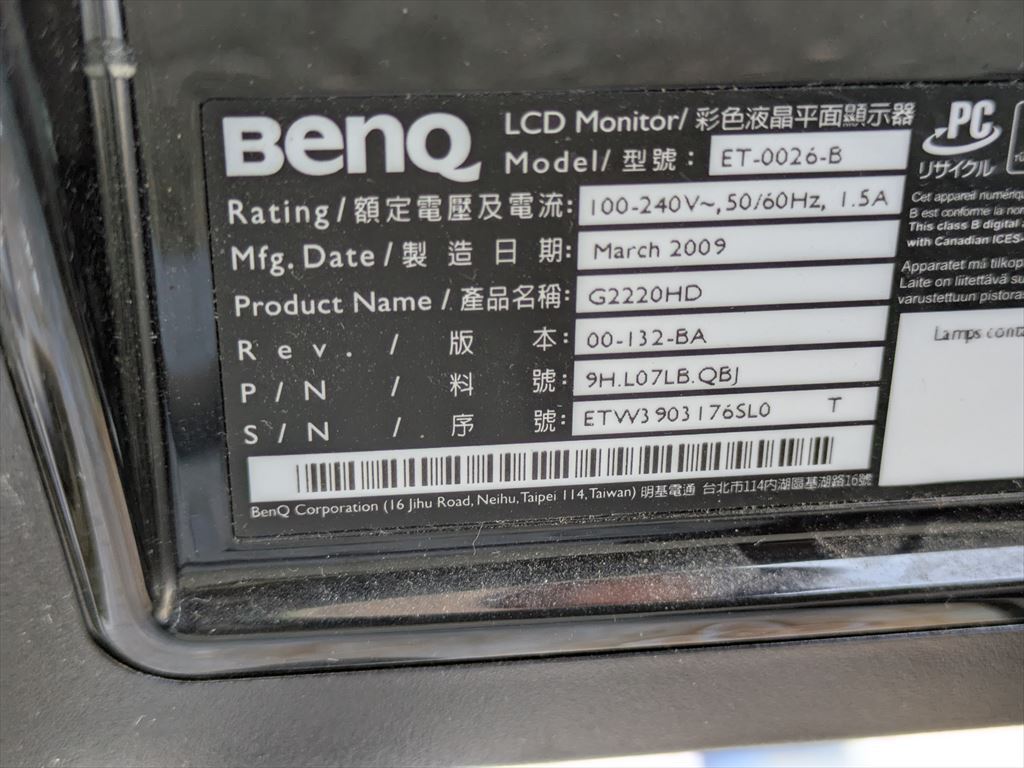 BenQ
LCD Monitor/ 彩色液晶平面顯示器
Model/ 型號： ET-0026-B
Rating/額定電壓及電流: 100-240V~, 50/60Hz, 1.5A
Mfg. Date/製造日期: March 2009
Product Name/產品名稱: G2220HD
Rev./版本: 00-132-BA
P/N/料號: 9H.L07LB.QBJ
S/N/序號: ETW3903176SL0 T
BenQ Corporation (16 Jihu Road, Neihu, Taipei 114, Taiwan) 明基電通 台北市114內湖區基湖路16號
PC
リサイクル
Cet appareil numériq
B est conforme la nor
This class B digital a
with Canadian ICES-
Apparatet må tilkop
Laite on liitettävä su
varustettuun pistora
Lamps conta